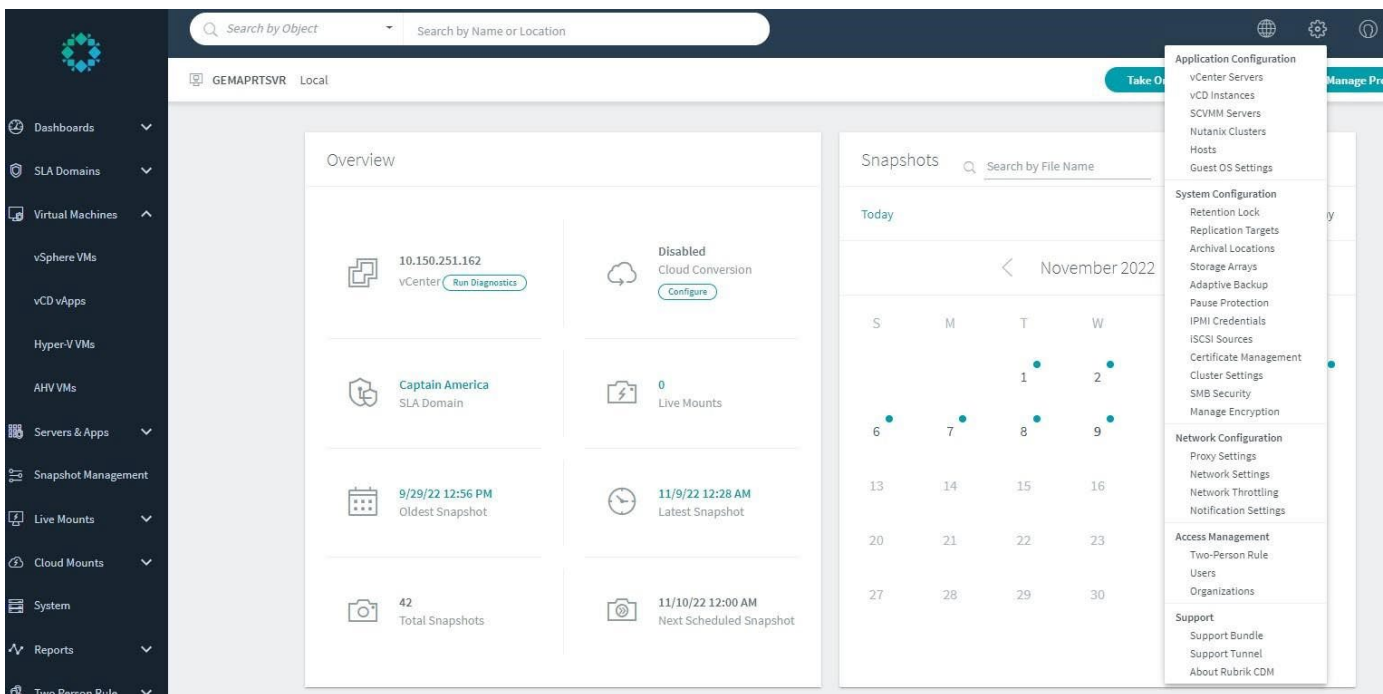 Search by Object
Search by Name or Location
GEMAPRTSVR Local
Take O
Manage Pr
Dashboards
SLA Domains
Virtual Machines
vSphere VMs
vCD vApps
Hyper-V VMs
AHV VMs
Servers & Apps
Snapshot Management
Live Mounts
Cloud Mounts
System
Reports
Two Person Rule
Overview
10.150.251.162
vCenter Run Diagnostics
Disabled
Cloud Conversion
Configure
Captain America
SLA Domain
0
Live Mounts
9/29/22 12:56 PM
Oldest Snapshot
11/9/22 12:28 AM
Latest Snapshot
42
Total Snapshots
11/10/22 12:00 AM
Next Scheduled Snapshot
Snapshots
Search by File Name
Today
y
November 2022
S M T W
1 2
6 7 8 9
13 14 15 16
20 21 22 23
27 28 29 30
Application Configuration
vCenter Servers
vCD Instances
SCVMM Servers
Nutanix Clusters
Hosts
Guest OS Settings
System Configuration
Retention Lock
Replication Targets
Archival Locations
Storage Arrays
Adaptive Backup
Pause Protection
IPMI Credentials
iSCSI Sources
Certificate Management
Cluster Settings
SMB Security
Manage Encryption
Network Configuration
Proxy Settings
Network Settings
Network Throttling
Notification Settings
Access Management
Two-Person Rule
Users
Organizations
Support
Support Bundle
Support Tunnel
About Rubrik CDM